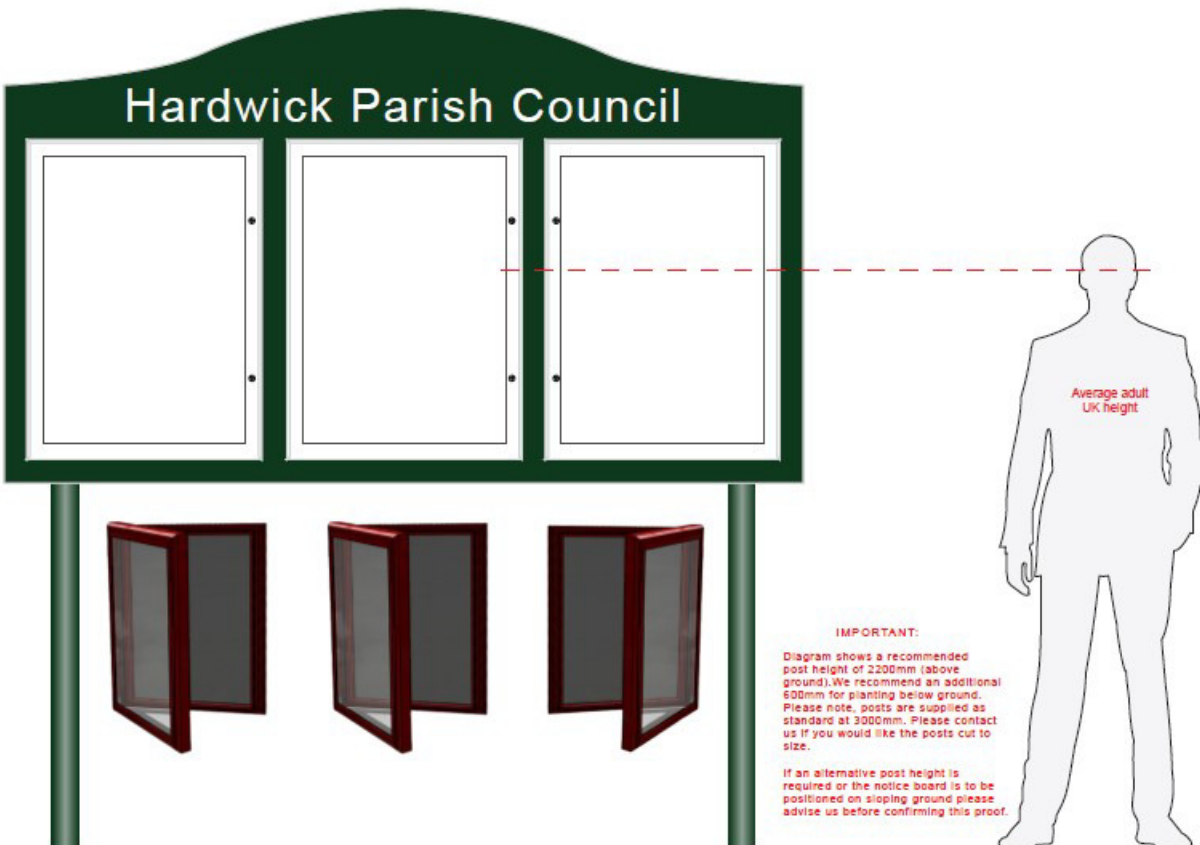 Hardwick Parish Council
Average adult
UK height
IMPORTANT:
Diagram shows a recommended
post height of 2200mm (above
ground).We recommend an additional
600mm for planting below ground.
Please note, posts are supplied as
standard at 3000mm. Please contact
us if you would like the posts cut to
size.
If an alternative post height is
required or the notice board is to be
positioned on sloping ground please
advise us before confirming this proof.